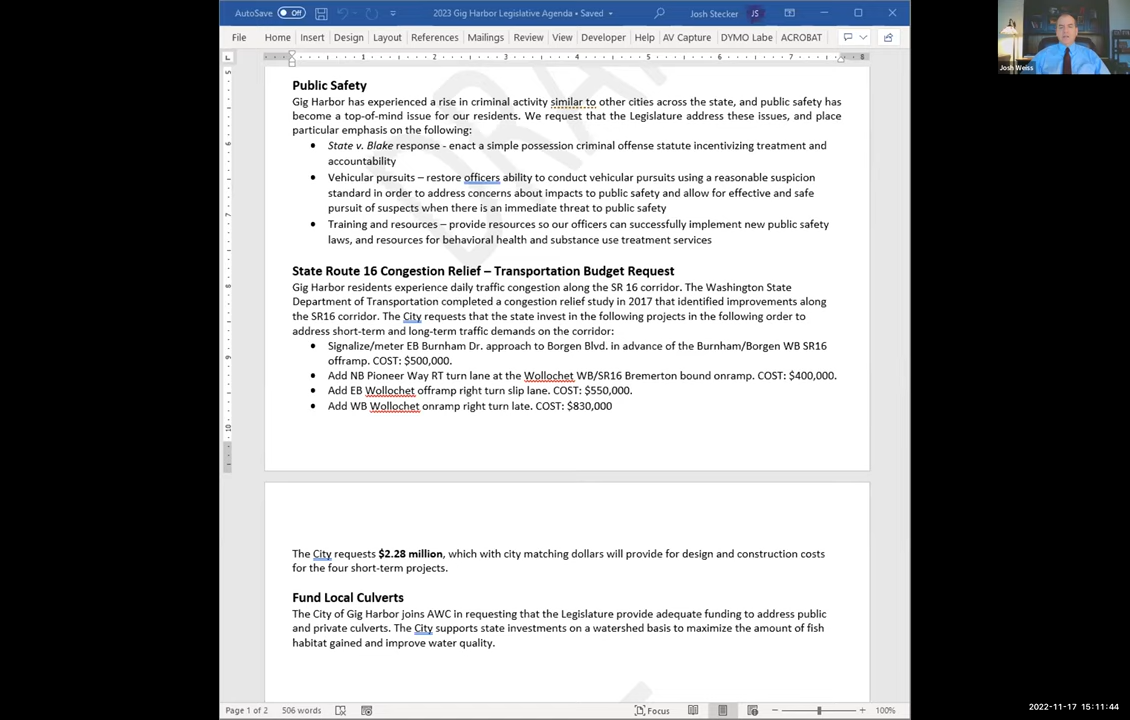 AutoSave Off 2023 Gig Harbor Legislative Agenda • Saved Josh Stecker JS
File Home Insert Design Layout References Mailings Review View Developer Help AV Capture DYMO Labe ACROBAT
1 2 3 4 5 6 7 8
Public Safety
Gig Harbor has experienced a rise in criminal activity similar to other cities across the state, and public safety has
become a top-of-mind issue for our residents. We request that the Legislature address these issues, and place
particular emphasis on the following:
• State v. Blake response - enact a simple possession criminal offense statute incentivizing treatment and
accountability
• Vehicular pursuits – restore officers ability to conduct vehicular pursuits using a reasonable suspicion
standard in order to address concerns about impacts to public safety and allow for effective and safe
pursuit of suspects when there is an immediate threat to public safety
• Training and resources – provide resources so our officers can successfully implement new public safety
laws, and resources for behavioral health and substance use treatment services
State Route 16 Congestion Relief – Transportation Budget Request
Gig Harbor residents experience daily traffic congestion along the SR 16 corridor. The Washington State
Department of Transportation completed a congestion relief study in 2017 that identified improvements along
the SR16 corridor. The City requests that the state invest in the following projects in the following order to
address short-term and long-term traffic demands on the corridor:
• Signalize/meter EB Burnham Dr. approach to Borgen Blvd. in advance of the Burnham/Borgen WB SR16
offramp. COST: $500,000.
• Add NB Pioneer Way RT turn lane at the Wollochet WB/SR16 Bremerton bound onramp. COST: $400,000.
• Add EB Wollochet offramp right turn slip lane. COST: $550,000.
• Add WB Wollochet onramp right turn late. COST: $830,000
The City requests $2.28 million, which with city matching dollars will provide for design and construction costs
for the four short-term projects.
Fund Local Culverts
The City of Gig Harbor joins AWC in requesting that the Legislature provide adequate funding to address public
and private culverts. The City supports state investments on a watershed basis to maximize the amount of fish
habitat gained and improve water quality.
Page 1 of 2 506 words Focus 100%
Josh Weiss
2022-11-17 15:11:44